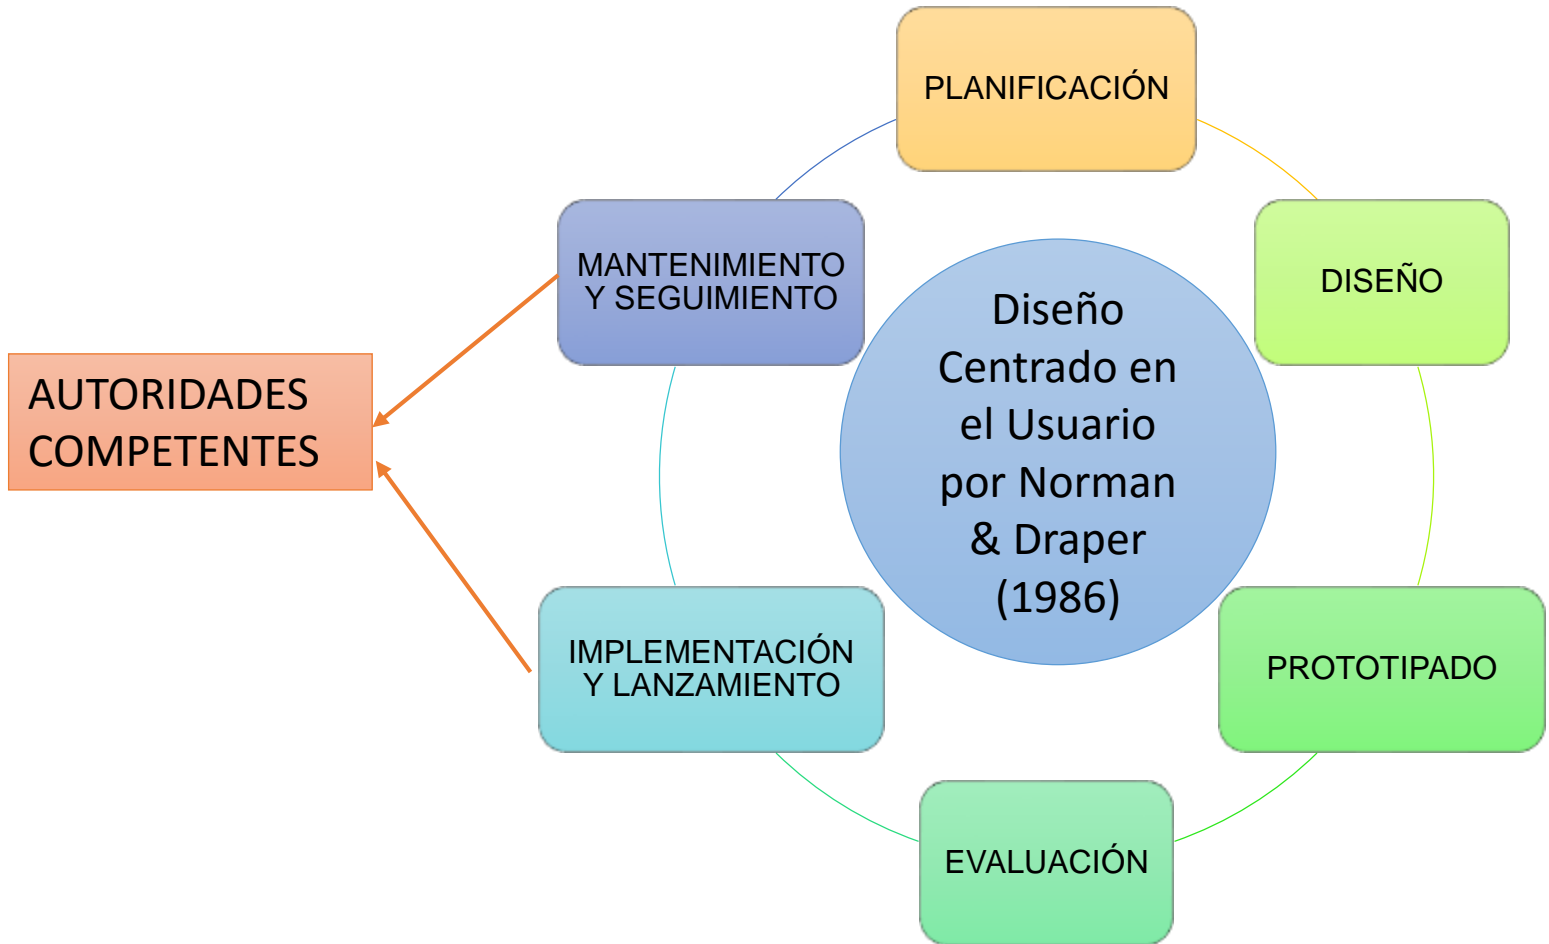 PLANIFICACIÓN
DISEÑO
PROTOTIPADO
EVALUACIÓN
IMPLEMENTACIÓN
Y LANZAMIENTO
MANTENIMIENTO
Y SEGUIMIENTO
Diseño
Centrado en
el Usuario
por Norman
& Draper
(1986)
AUTORIDADES
COMPETENTES